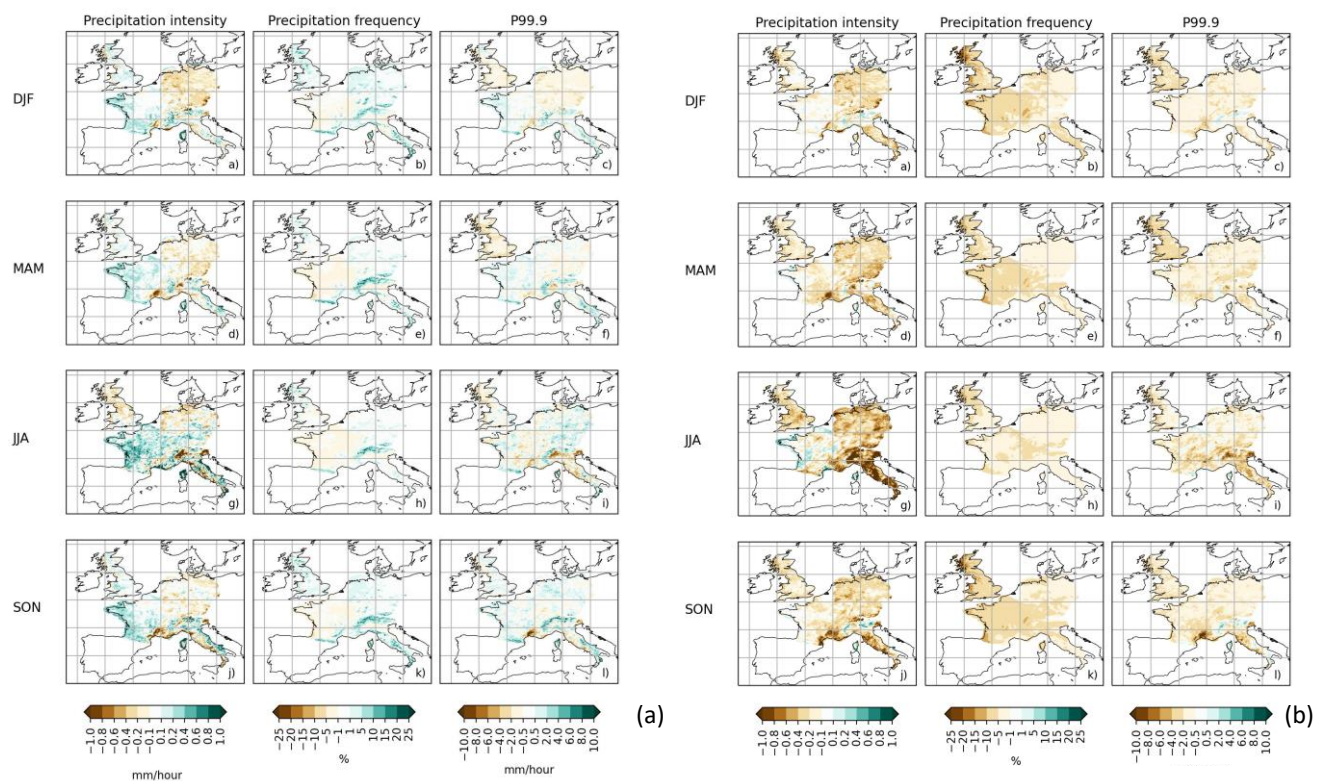 Precipitation intensity Precipitation frequency P99.9
DJF
a) b) c)
MAM
d) e) f)
JJA
g) h) i)
SON
j) k) l)
−1.0 −0.8 −0.6 −0.4 −0.2 −0.1 0.1 0.2 0.4 0.6 0.8 1.0
mm/hour
−25 −20 −15 −10 −5 −1 1 5 10 15 20 25
%
−10.0 −8.0 −6.0 −4.0 −2.0 −0.5 0.5 2.0 4.0 6.0 8.0 10.0
mm/hour
(a)
Precipitation intensity Precipitation frequency P99.9
DJF
a) b) c)
MAM
d) e) f)
JJA
g) h) i)
SON
j) k) l)
−1.0 −0.8 −0.6 −0.4 −0.2 −0.1 0.1 0.2 0.4 0.6 0.8 1.0
mm/hour
−25 −20 −15 −10 −5 −1 1 5 10 15 20 25
%
−10.0 −8.0 −6.0 −4.0 −2.0 −0.5 0.5 2.0 4.0 6.0 8.0 10.0
(b)